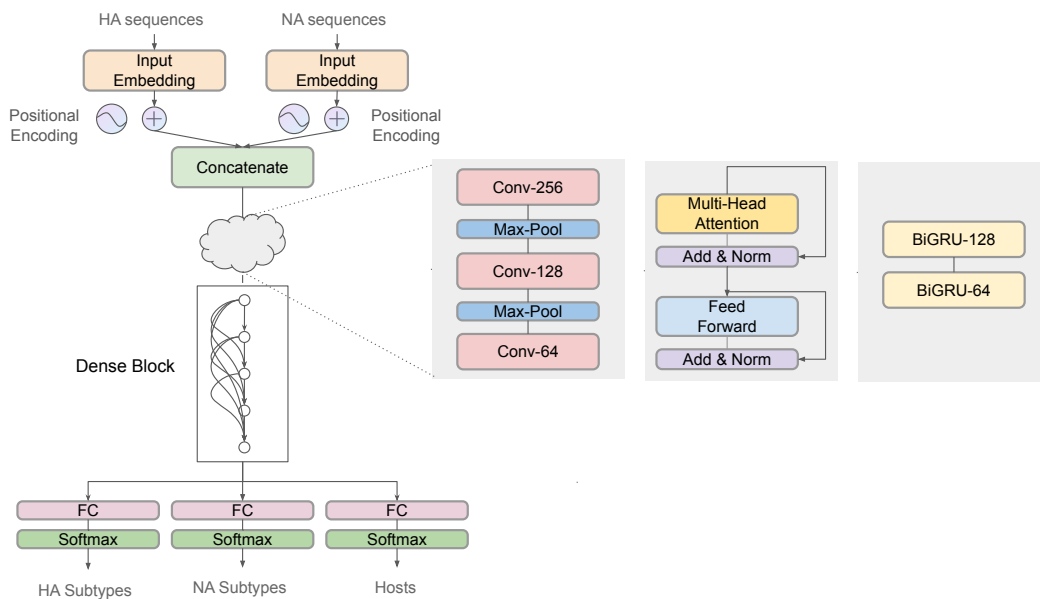 HA sequences
NA sequences
Input
Embedding
Input
Embedding
Positional
Encoding
Positional
Encoding
Concatenate
Conv-256
Max-Pool
Conv-128
Max-Pool
Conv-64
Multi-Head
Attention
Add & Norm
Feed
Forward
Add & Norm
BiGRU-128
BiGRU-64
Dense Block
FC
FC
FC
Softmax
Softmax
Softmax
HA Subtypes
NA Subtypes
Hosts